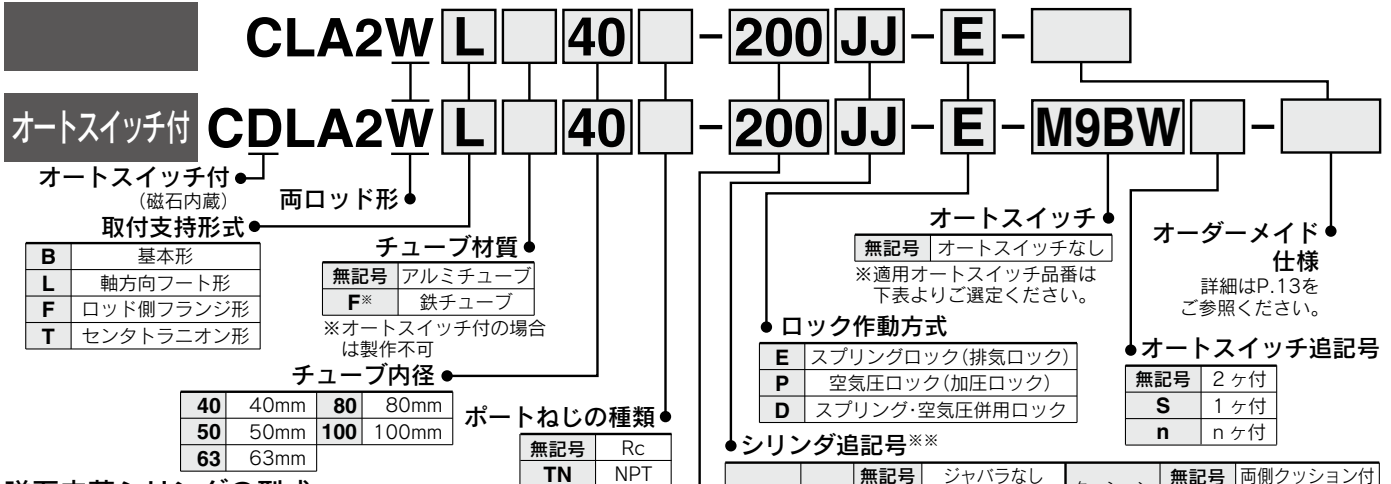 CLA2W L 40 -200 JJ - E -
オートスイッチ付 CDLA2W L 40 -200 JJ - E - M9BW -
オートスイッチ付
(磁石内蔵)
両ロッド形
取付支持形式
B 基本形
L 軸方向フート形
F ロッド側フランジ形
T センタトラニオン形
チューブ材質
無記号 アルミチューブ
F※ 鉄チューブ
※オートスイッチ付の場合
は製作不可
チューブ内径
40 40mm 80 80mm
50 50mm 100 100mm
63 63mm
ポートねじの種類
無記号 Rc
TN NPT
オートスイッチ
無記号 オートスイッチなし
※適用オートスイッチ品番は
下表よりご選定ください。
ロック作動方式
E スプリングロック(排気ロック)
P 空気圧ロック(加圧ロック)
D スプリング・空気圧併用ロック
シリンダ追記号※※
無記号 ジャバラなし
無記号 両側クッション付
オーダーメイド
仕様
詳細はP.13を
ご参照ください。
オートスイッチ追記号
無記号 2ヶ付
S 1ヶ付
n nヶ付